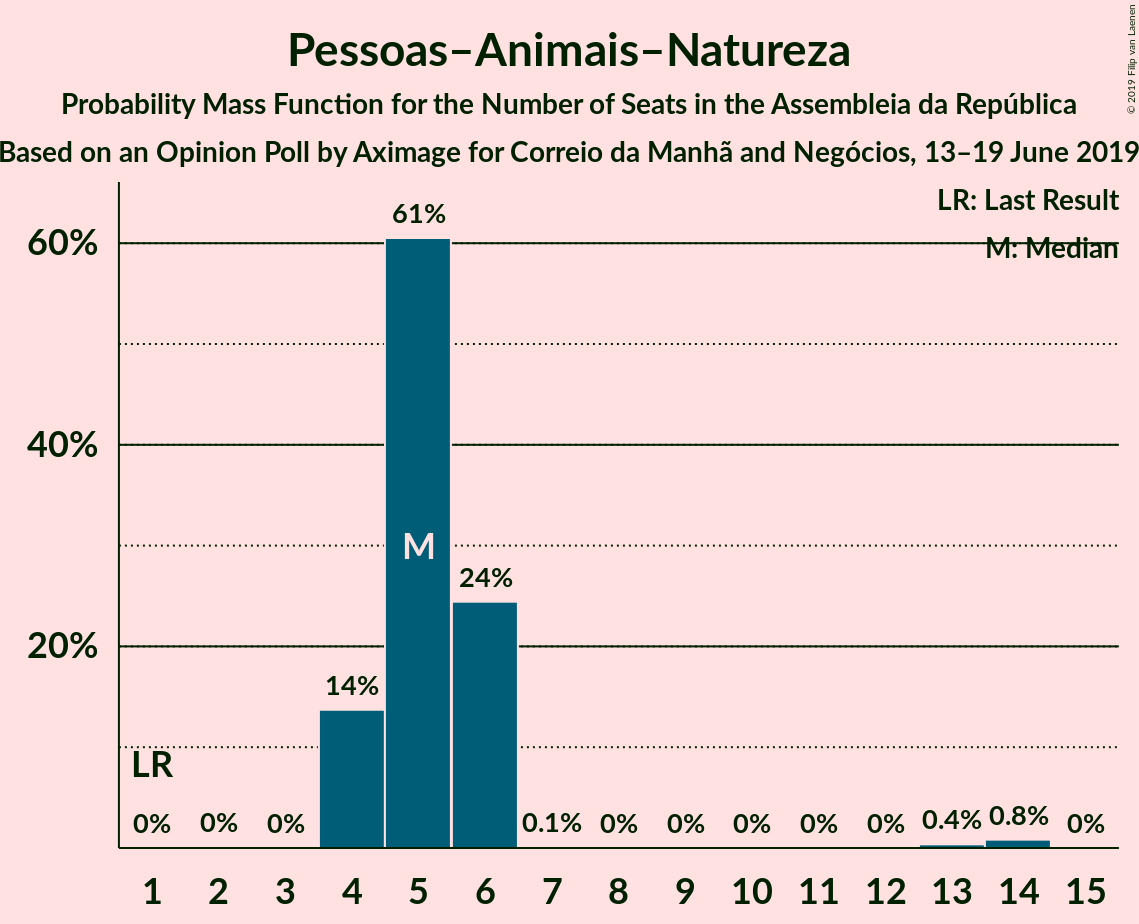 Pessoas–Animais–Natureza
Probability Mass Function for the Number of Seats in the Assembleia da República
Based on an Opinion Poll by Aximage for Correio da Manhã and Negócios, 13–19 June 2019
© 2019 Filip van Laenen
LR: Last Result
M: Median
60%
40%
20%
61%
M
24%
14%
LR
0% 0% 0% 0.1% 0% 0% 0% 0% 0% 0.4% 0.8% 0%
1 2 3 4 5 6 7 8 9 10 11 12 13 14 15